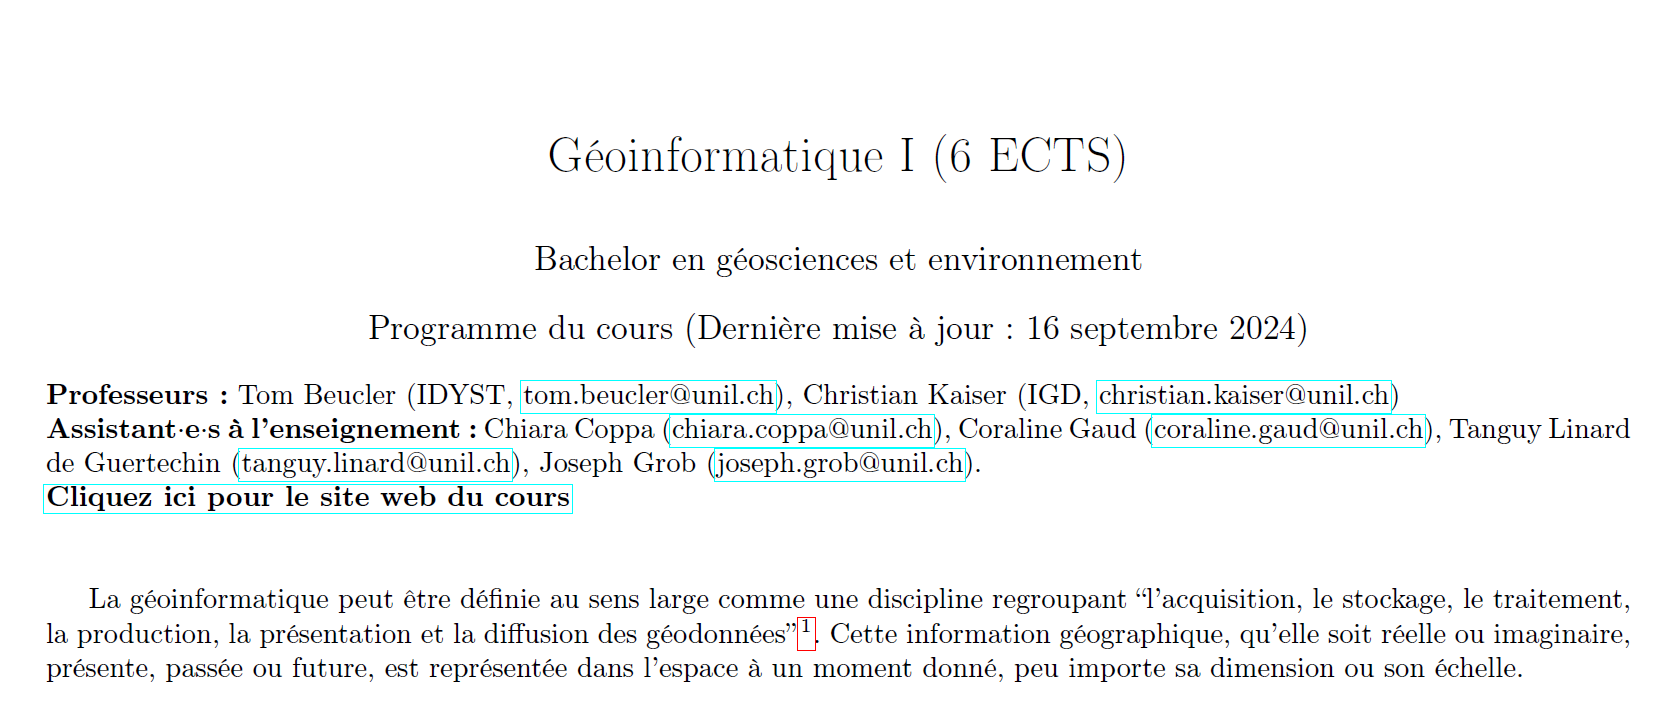 Géoinformatique I (6 ECTS)
Bachelor en géosciences et environnement
Programme du cours (Dernière mise à jour : 16 septembre 2024)
Professeurs : Tom Beucler (IDYST, tom.beucler@unil.ch), Christian Kaiser (IGD, christian.kaiser@unil.ch)
Assistant·e·s à l'enseignement : Chiara Coppa (chiara.coppa@unil.ch), Coraline Gaud (coraline.gaud@unil.ch), Tanguy Linard
de Guertechin (tanguy.linard@unil.ch), Joseph Grob (joseph.grob@unil.ch).
Cliquez ici pour le site web du cours
La géoinformatique peut être définie au sens large comme une discipline regroupant “l'acquisition, le stockage, le traitement,
la production, la présentation et la diffusion des géodonnées”1. Cette information géographique, qu'elle soit réelle ou imaginaire,
présente, passée ou future, est représentée dans l'espace à un moment donné, peu importe sa dimension ou son échelle.